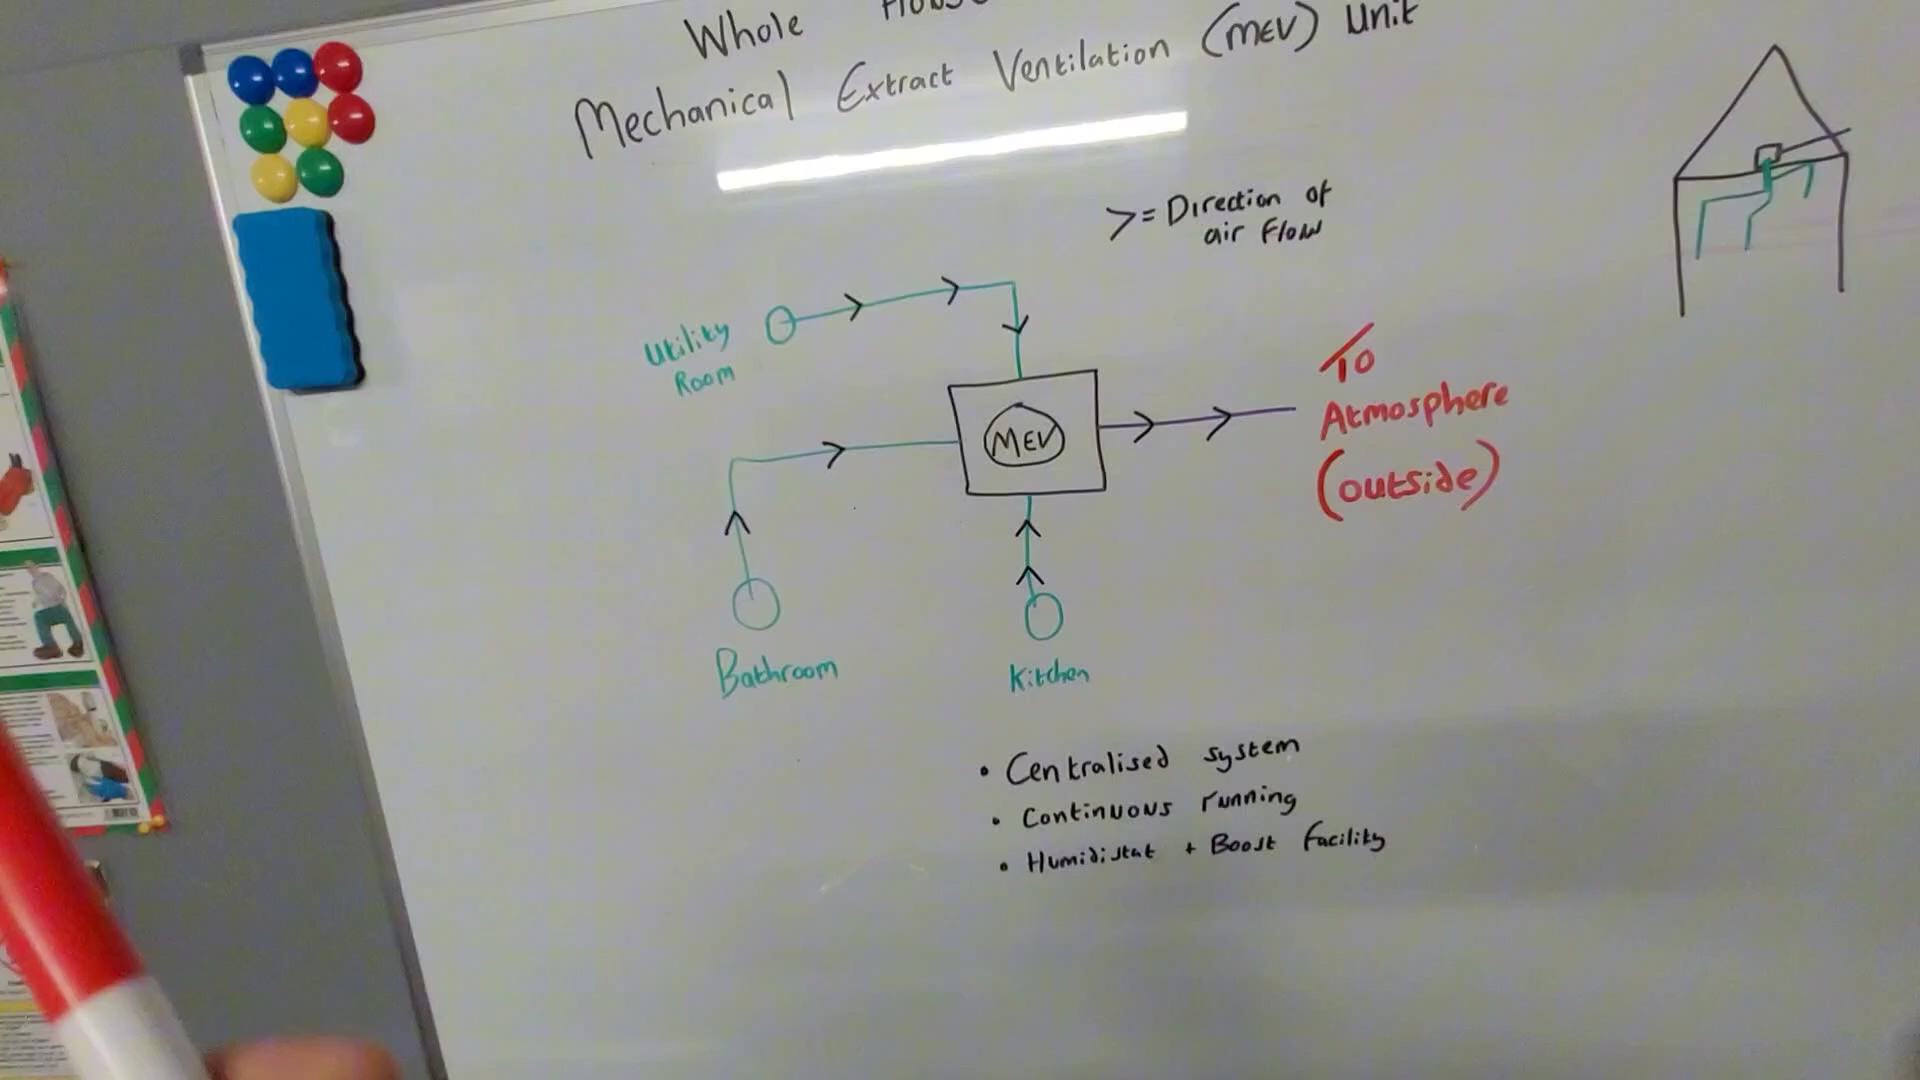 Whole
Mechanical Extract Ventilation (MEV) Unit
>= Direction of
air Flow
Utility
Room
MEV
To
Atmosphere
(outside)
Bathroom
Kitchen
• Centralised system
• Continuous running
• Humidistat + Boost Facility